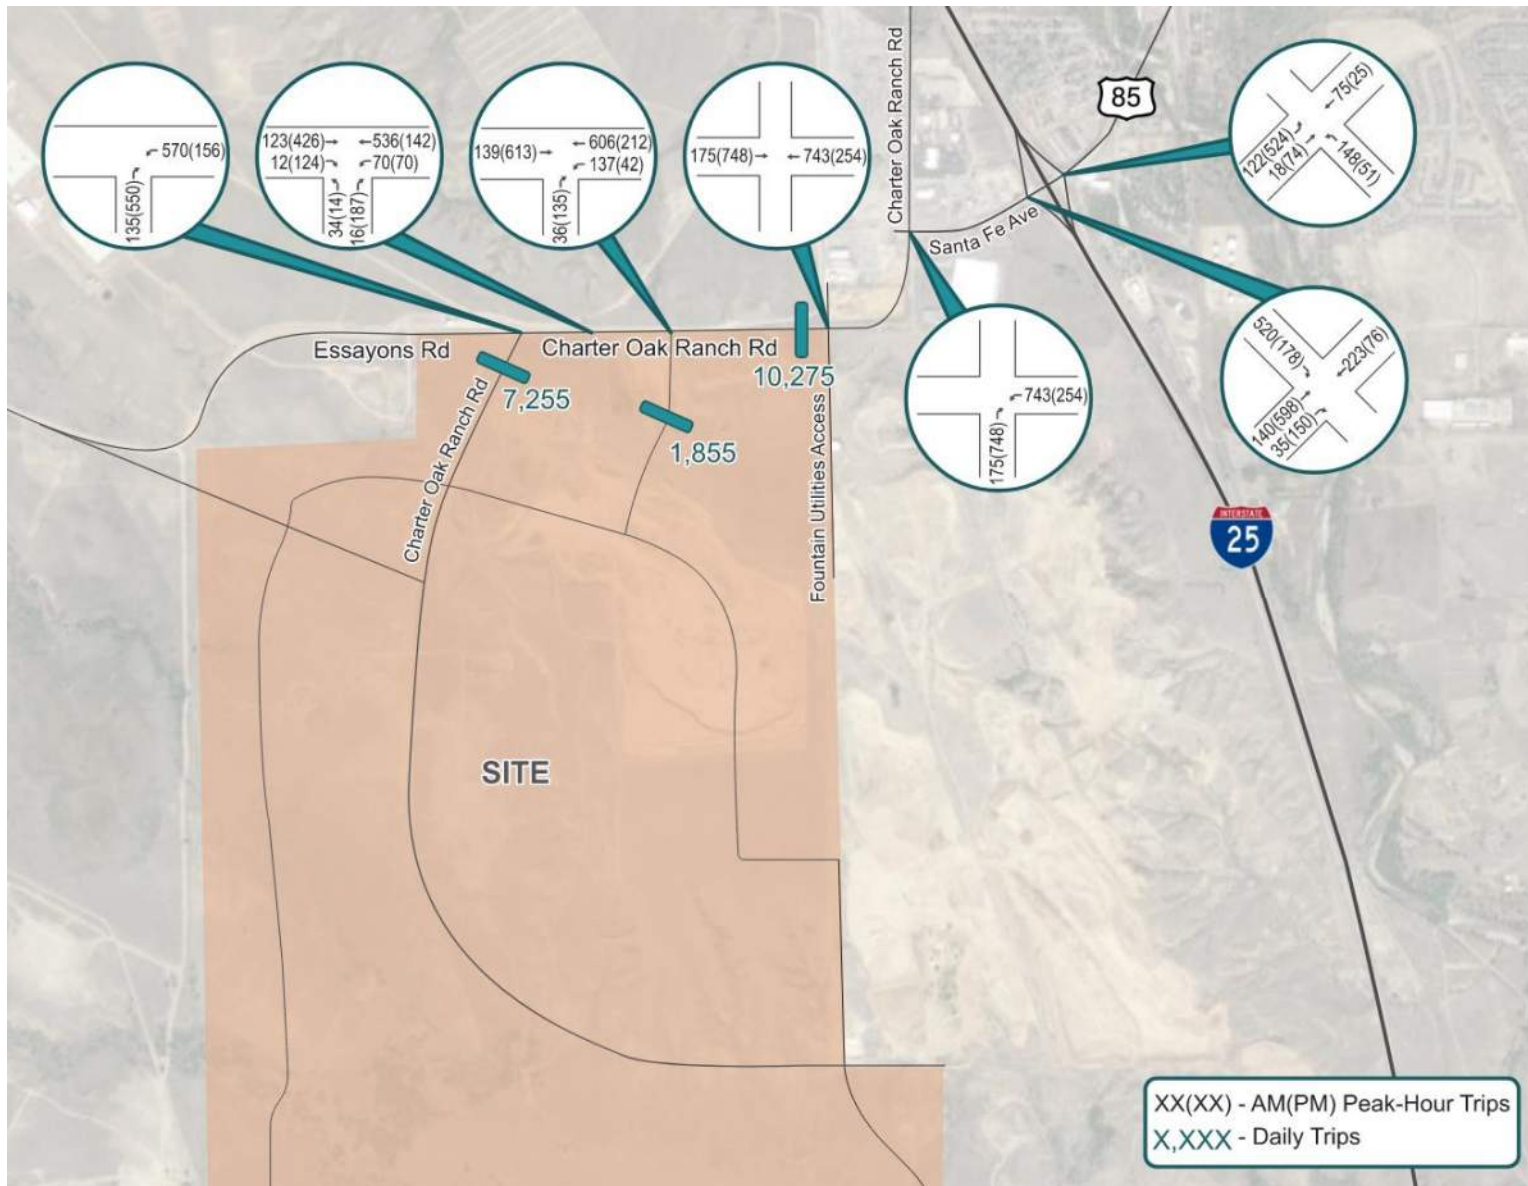 Charter Oak Ranch Rd
85
75(25)
122(524)
18(74)
148(51)
570(156)
135(550)
123(426)
536(142)
12(124)
70(70)
34(14)
16(187)
139(613)
606(212)
137(42)
36(135)
175(748)
743(254)
Santa Fe Ave
520(178)
223(76)
140(598)
35(150)
743(254)
175(748)
Essayons Rd
Charter Oak Ranch Rd
7,255
10,275
1,855
Charter Oak Ranch Rd
Fountain Utilities Access
INTERSTATE
25
SITE
XX(XX) - AM(PM) Peak-Hour Trips
X,XXX - Daily Trips